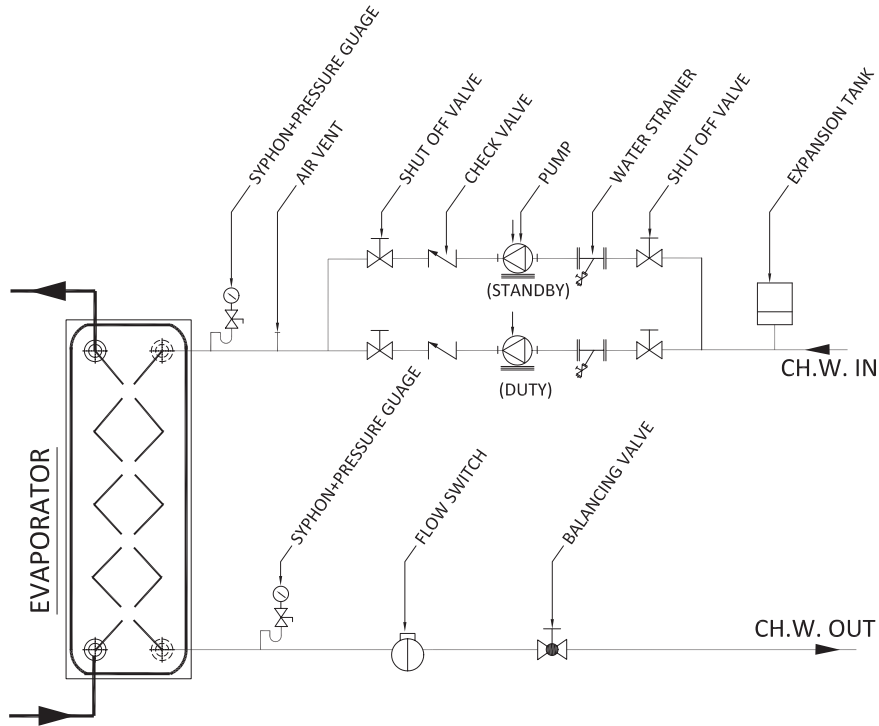 SYPHON+PRESSURE GUAGE
AIR VENT
SHUT OFF VALVE
CHECK VALVE
PUMP
WATER STRAINER
SHUT OFF VALVE
EXPANSION TANK
(STANDBY)
(DUTY)
CH.W. IN
EVAPORATOR
SYPHON+PRESSURE GUAGE
FLOW SWITCH
BALANCING VALVE
CH.W. OUT